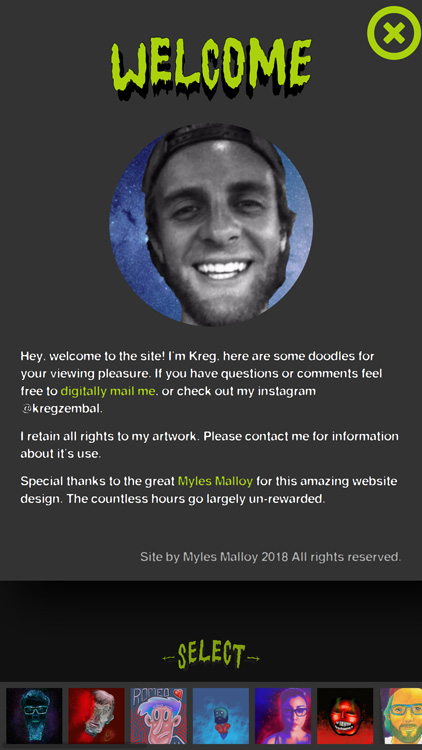 WELCOME
Hey, welcome to the site! I'm Kreg, here are some doodles for
your viewing pleasure. If you have questions or comments feel
free to digitally mail me, or check out my instagram
@kregzembal.
I retain all rights to my artwork. Please contact me for information
about it's use.
Special thanks to the great Myles Malloy for this amazing website
design. The countless hours go largely un-rewarded.
Site by Myles Malloy 2018 All rights reserved.
←SELECT→
ROMEO